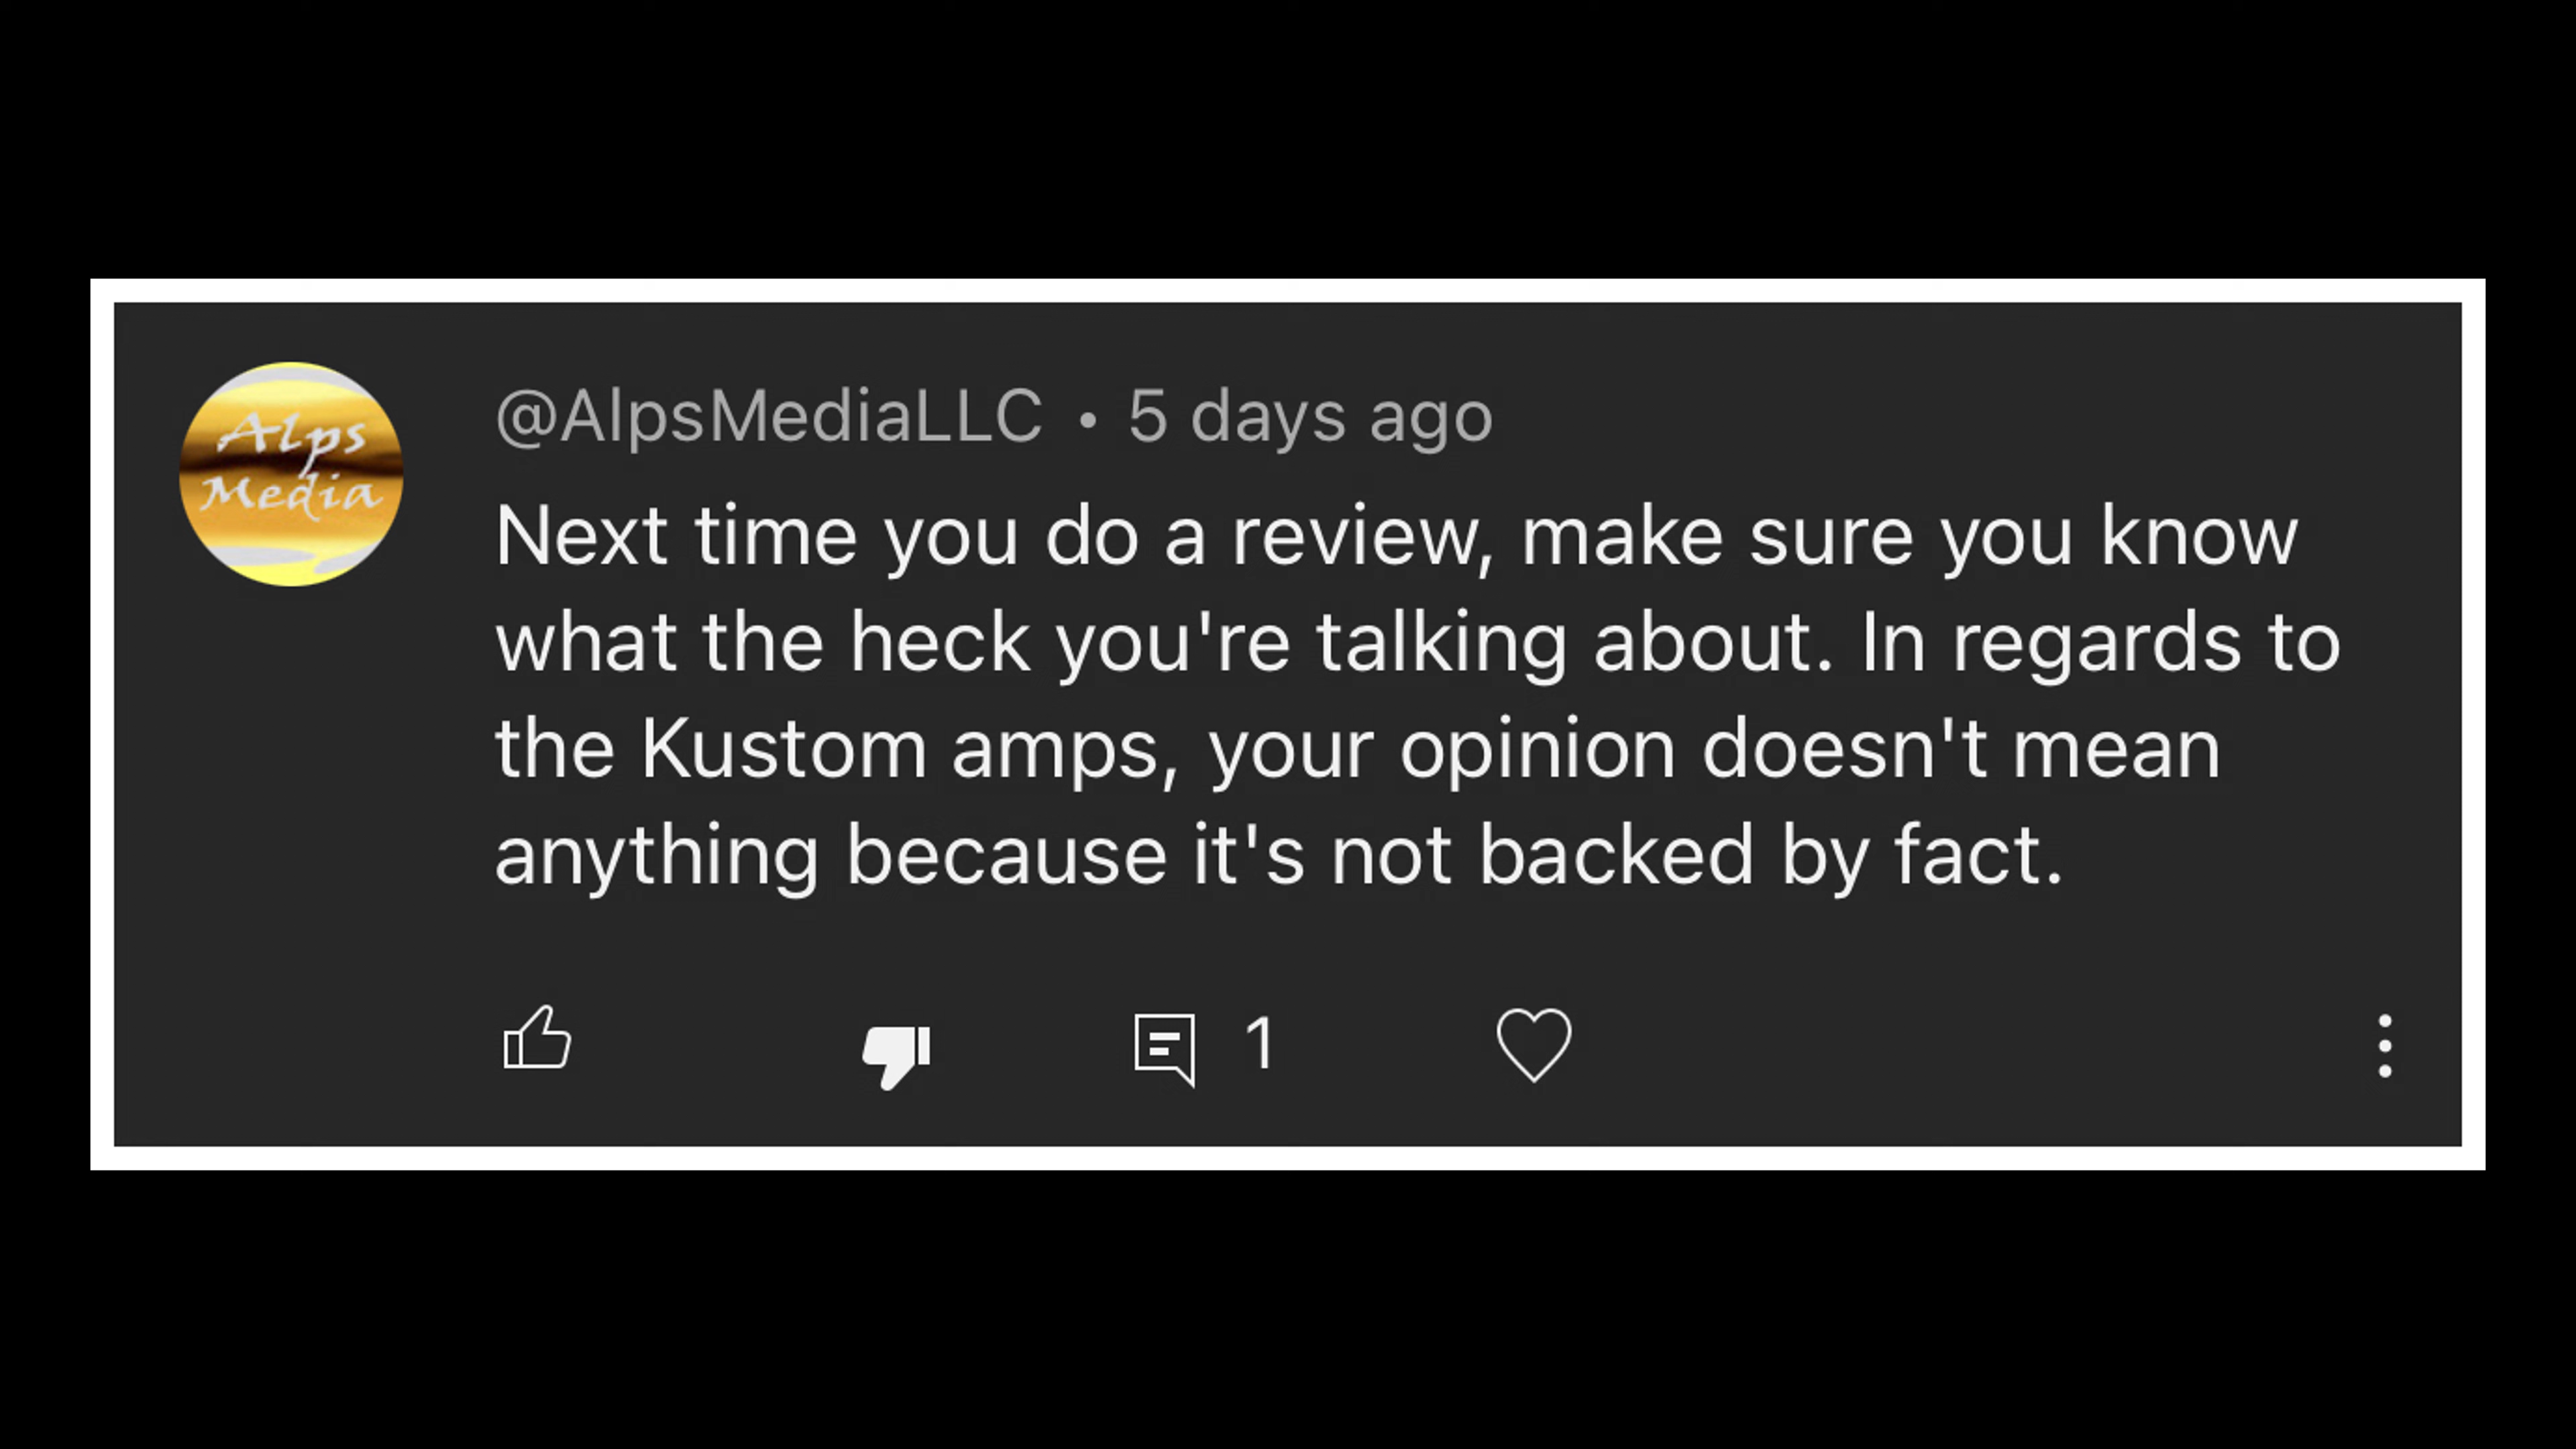 Alps
Media
@AlpsMediaLLC • 5 days ago
Next time you do a review, make sure you know
what the heck you're talking about. In regards to
the Kustom amps, your opinion doesn't mean
anything because it's not backed by fact.
1